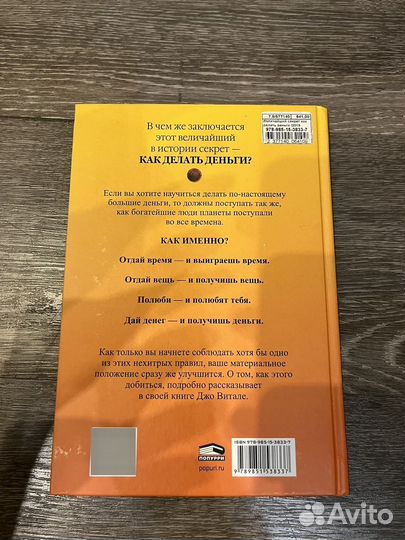 В чем же заключается
этот величайший
в истории секрет —
КАК ДЕЛАТЬ ДЕНЬГИ?
Если вы хотите научиться делать по-настоящему
большие деньги, то должны поступать так же,
как богатейшие люди планеты поступали
во все времена.
КАК ИМЕННО?
Отдай время — и выиграешь время.
Отдай вещь — и получишь вещь.
Полюби — и полюбят тебя.
Дай денег — и получишь деньги.
Как только вы начнете соблюдать хотя бы одно
из этих нехитрых правил, ваше материальное
положение сразу же улучшится. О том, как этого
добиться, подробно рассказывает
в своей книге Джо Витале.
ПОПУРРИ
popuri.ru
ISBN 978-985-15-3833-7
9 789851 538337
978-985-15-3833-7
Avito